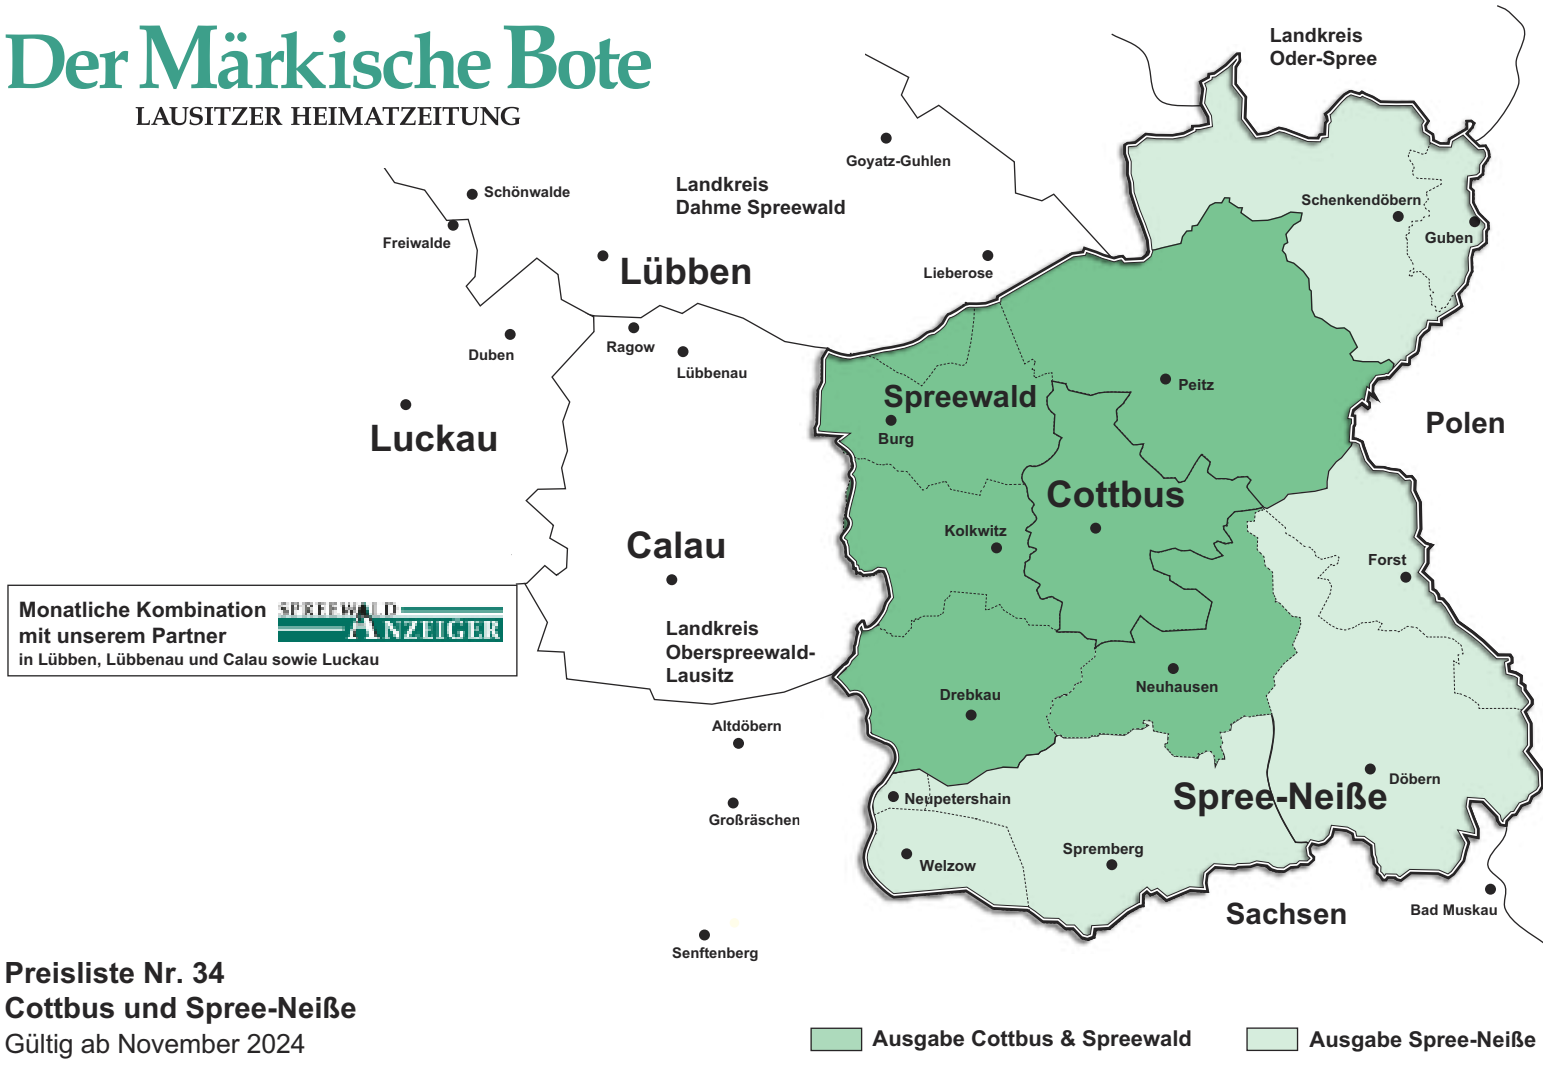 Der Märkische Bote
LAUSITZER HEIMATZEITUNG
Landkreis
Oder-Spree
Goyatz-Guhlen
Schönwalde
Landkreis
Dahme Spreewald
Freiwalde
Schenkendöbern
Guben
Lübben
Lieberose
Duben
Ragow
Lübbenau
Peitz
Spreewald
Burg
Luckau
Polen
Cottbus
Kolkwitz
Calau
Forst
Monatliche Kombination
mit unserem Partner
in Lübben, Lübbenau und Calau sowie Luckau
SPREEWALD
ANZEIGER
Landkreis
Oberspreewald-
Lausitz
Neuhausen
Drebkau
Altdöbern
Döbern
Spree-Neiße
Neupetershain
Großräschen
Spremberg
Welzow
Sachsen
Bad Muskau
Senftenberg
Preisliste Nr. 34
Cottbus und Spree-Neiße
Gültig ab November 2024
Ausgabe Cottbus & Spreewald
Ausgabe Spree-Neiße